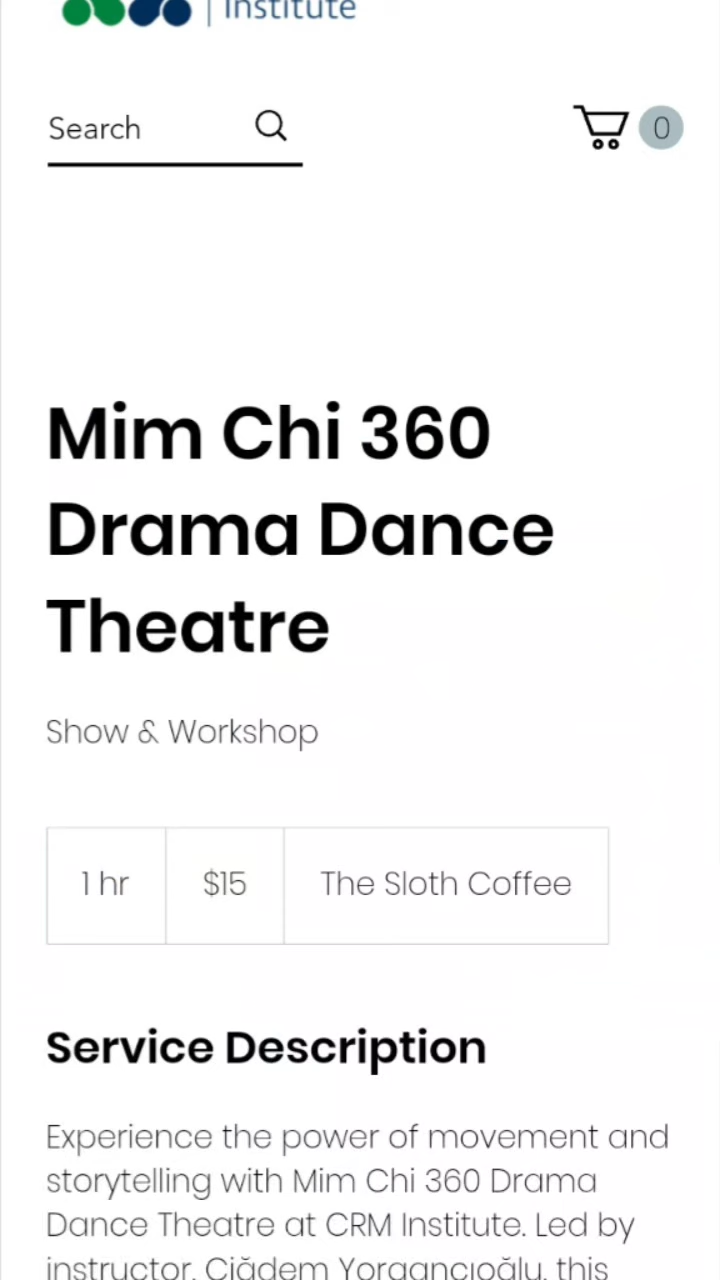 Institute
Search
0
Mim Chi 360
Drama Dance
Theatre
Show & Workshop
1 hr
$15
The Sloth Coffee
Service Description
Experience the power of movement and
storytelling with Mim Chi 360 Drama
Dance Theatre at CRM Institute. Led by
instructor, Çiğdem Yorgancıoğlu, this